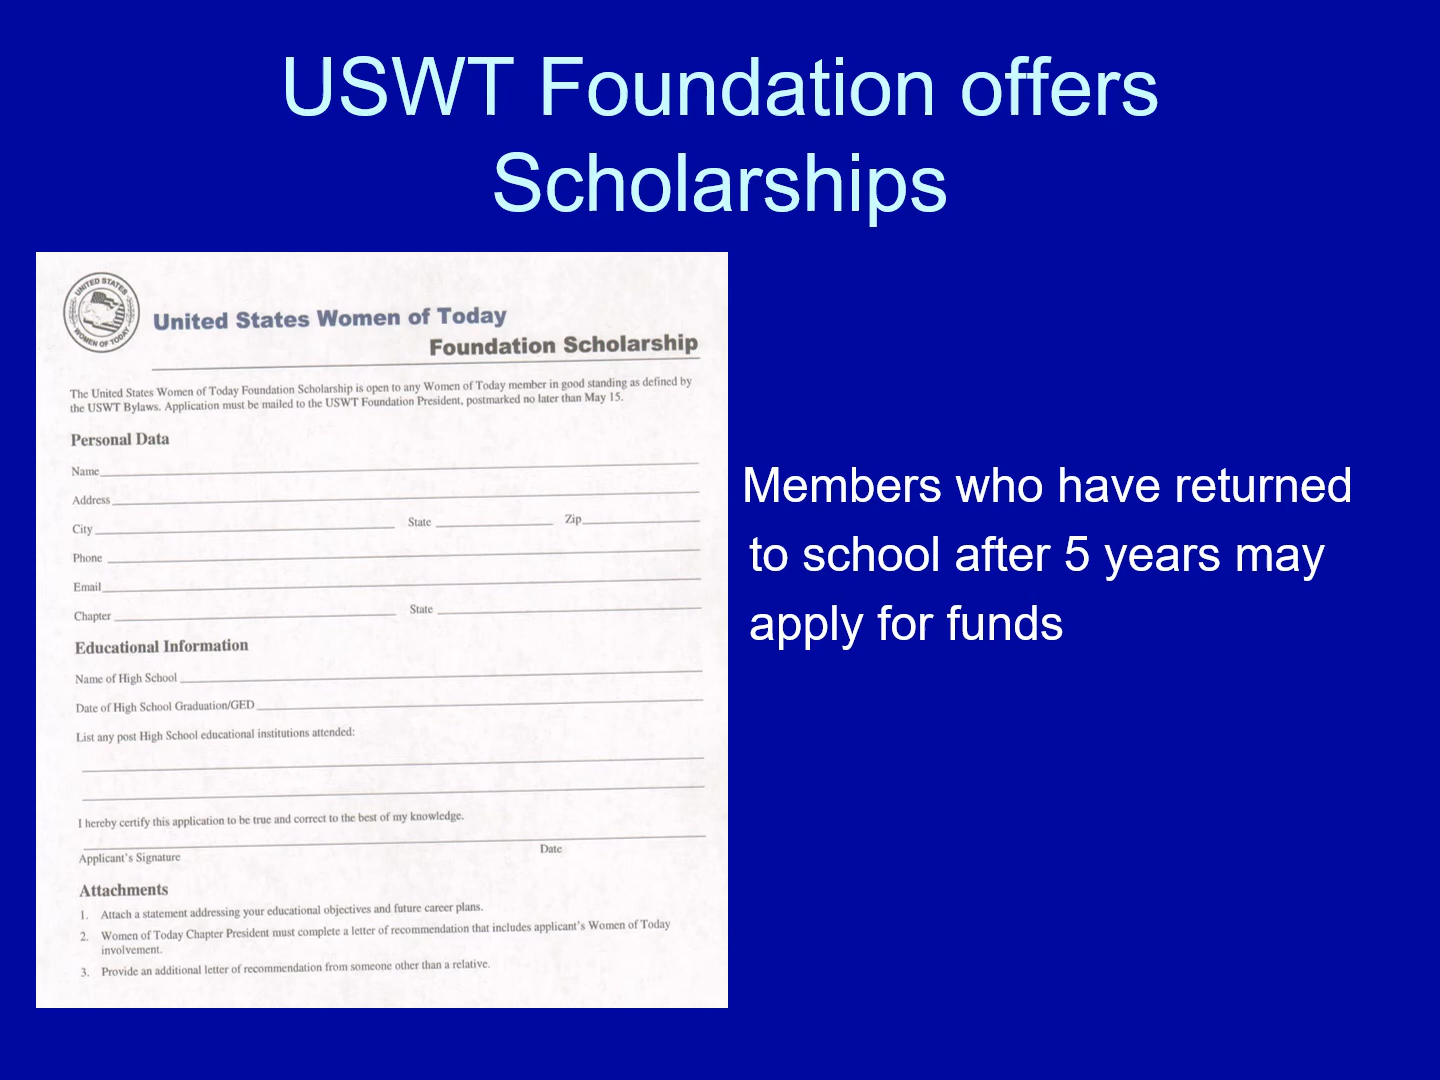 USWT Foundation offers
Scholarships
UNITED STATES
WOMEN OF TODAY
United States Women of Today
Foundation Scholarship
The United States Women of Today Foundation Scholarship is open to any Women of Today member in good standing as defined by
the USWT Bylaws. Application must be mailed to the USWT Foundation President, postmarked no later than May 15.
Personal Data
Name
Address
City State Zip
Phone
Email
Chapter State
Educational Information
Name of High School
Date of High School Graduation/GED
List any post High School educational institutions attended:
I hereby certify this application to be true and correct to the best of my knowledge.
Applicant's Signature Date
Attachments
1. Attach a statement addressing your educational objectives and future career plans.
2. Women of Today Chapter President must complete a letter of recommendation that includes applicant's Women of Today
involvement.
3. Provide an additional letter of recommendation from someone other than a relative.
Members who have returned
to school after 5 years may
apply for funds